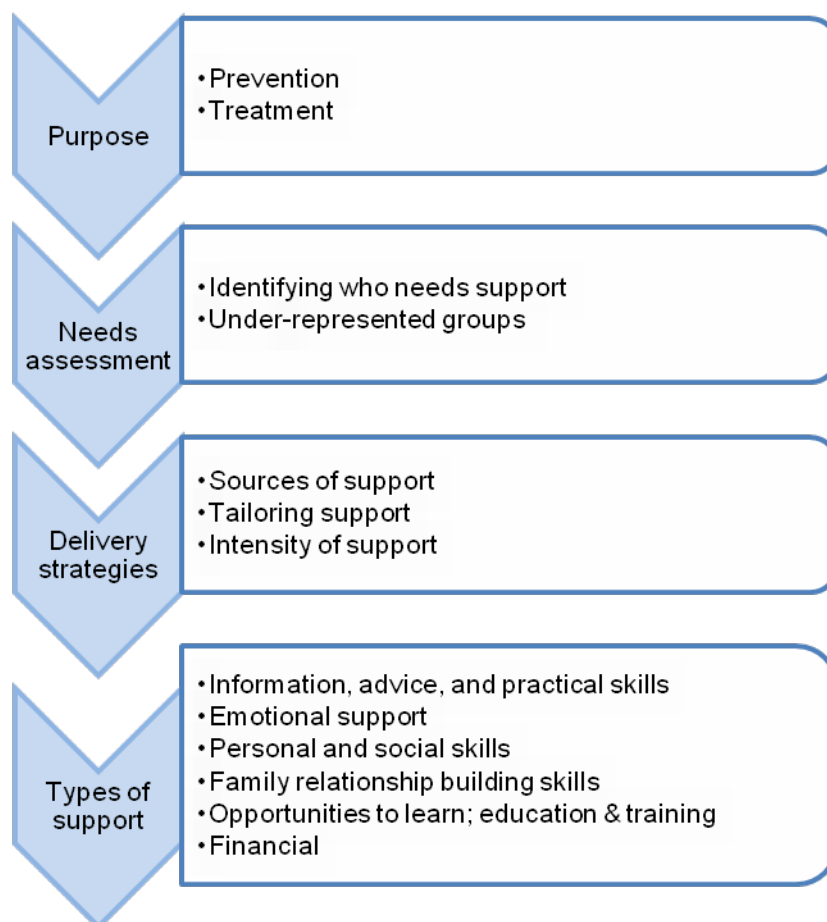 Purpose
•Prevention
•Treatment
Needs
assessment
•Identifying who needs support
•Under-represented groups
Delivery
strategies
•Sources of support
•Tailoring support
•Intensity of support
Types of
support
•Information, advice, and practical skills
•Emotional support
•Personal and social skills
•Family relationship building skills
•Opportunities to learn; education & training
•Financial